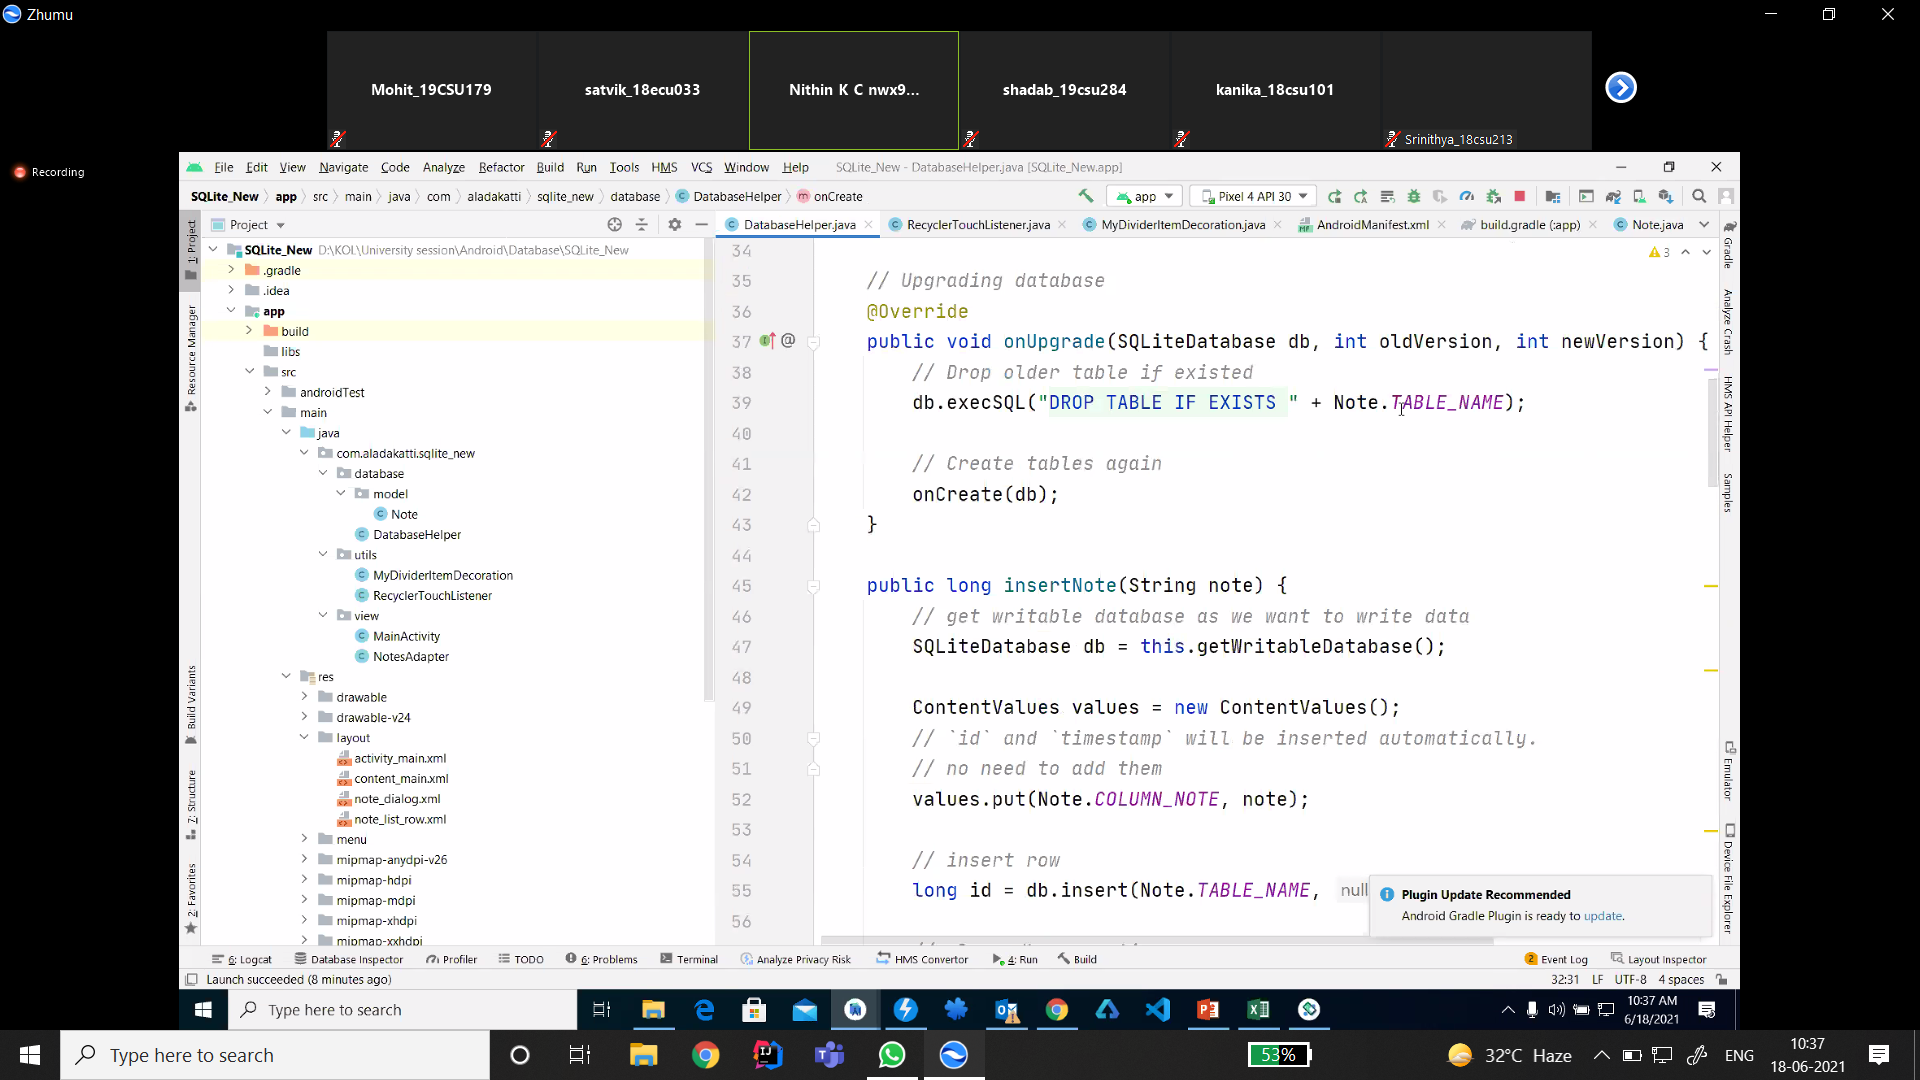 Zhumu
Mohit_19CSU179
satvik_18ecu033
Nithin K C nwx9...
shadab_19csu284
kanika_18csu101
Srinithya_18csu213
Recording
File Edit View Navigate Code Analyze Refactor Build Run Tools HMS VCS Window Help SQLite_New - DatabaseHelper.java [SQLite_New.app]
SQLite_New app src main java com aladakatti sqlite_new database DatabaseHelper onCreate
app Pixel 4 API 30
Project
DatabaseHelper.java RecyclerTouchListener.java MyDividerItemDecoration.java AndroidManifest.xml build.gradle (:app) Note.java
1: Project
Resource Manager
Build Variants
7: Structure
2: Favorites
SQLite_New D:\KOL\University session\Android\Database\SQLite_New
.gradle
.idea
app
build
libs
src
androidTest
main
java
com.aladakatti.sqlite_new
database
model
Note
DatabaseHelper
utils
MyDividerItemDecoration
RecyclerTouchListener
view
MainActivity
NotesAdapter
res
drawable
drawable-v24
layout
activity_main.xml
content_main.xml
note_dialog.xml
note_list_row.xml
menu
mipmap-anydpi-v26
mipmap-hdpi
mipmap-mdpi
mipmap-xhdpi
mipmap-xxhdpi
3
34
35 // Upgrading database
36 @Override
37 @ public void onUpgrade(SQLiteDatabase db, int oldVersion, int newVersion) {
38 // Drop older table if existed
39 db.execSQL("DROP TABLE IF EXISTS " + Note.TABLE_NAME);
40
41 // Create tables again
42 onCreate(db);
43 }
44
45 public long insertNote(String note) {
46 // get writable database as we want to write data
47 SQLiteDatabase db = this.getWritableDatabase();
48
49 ContentValues values = new ContentValues();
50 // `id` and `timestamp` will be inserted automatically.
51 // no need to add them
52 values.put(Note.COLUMN_NOTE, note);
53
54 // insert row
55 long id = db.insert(Note.TABLE_NAME, null
56
Plugin Update Recommended
Android Gradle Plugin is ready to update.
Gradle
Analyze Crash
HMS API Helper
Samples
Emulator
Device File Explorer
6: Logcat Database Inspector Profiler TODO 6: Problems Terminal Analyze Privacy Risk HMS Convertor 4: Run Build 2 Event Log Layout Inspector
Launch succeeded (8 minutes ago) 32:31 LF UTF-8 4 spaces
Type here to search
10:37 AM
6/18/2021
Type here to search
53%
32°C Haze
ENG
10:37
18-06-2021